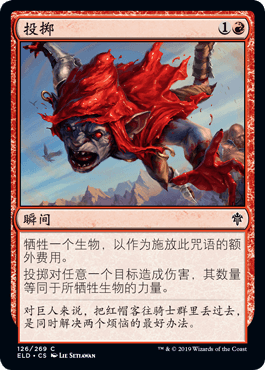 投掷
1
瞬间
牺牲一个生物，以作为施放此咒语的额
外费用。
投掷对任意一个目标造成伤害，其数量
等同于所牺牲生物的力量。
对巨人来说，把红帽客往骑士群里丢过去，
是同时解决两个烦恼的最好办法。
126/269 C
ELD • CS LIE SETIAWAN
™ & © 2019 Wizards of the Coast